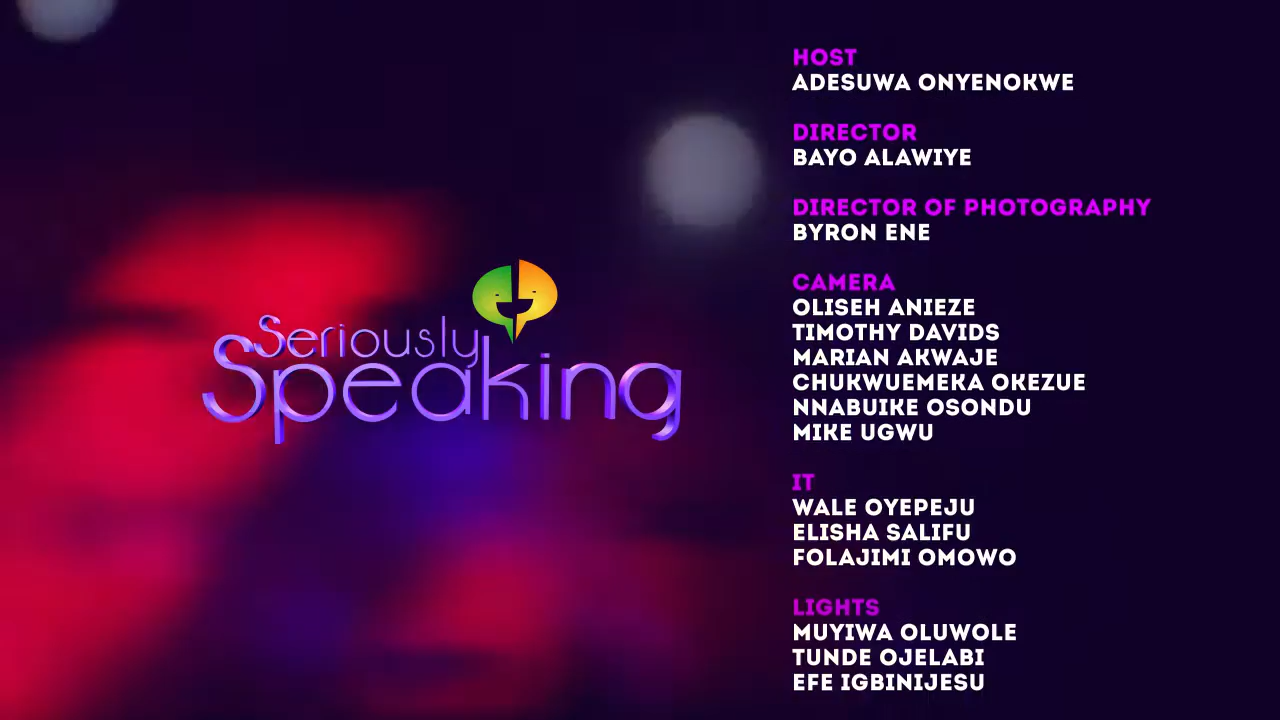 Seriously
Speaking
HOST
ADESUWA ONYENOKWE
DIRECTOR
BAYO ALAWIYE
DIRECTOR OF PHOTOGRAPHY
BYRON ENE
CAMERA
OLISEH ANIEZE
TIMOTHY DAVIDS
MARIAN AKWAJE
CHUKWUEMEKA OKEZUE
NNABUIKE OSONDU
MIKE UGWU
IT
WALE OYEPEJU
ELISHA SALIFU
FOLAJIMI OMOWO
LIGHTS
MUYIWA OLUWOLE
TUNDE OJELABI
EFE IGBINIJESU